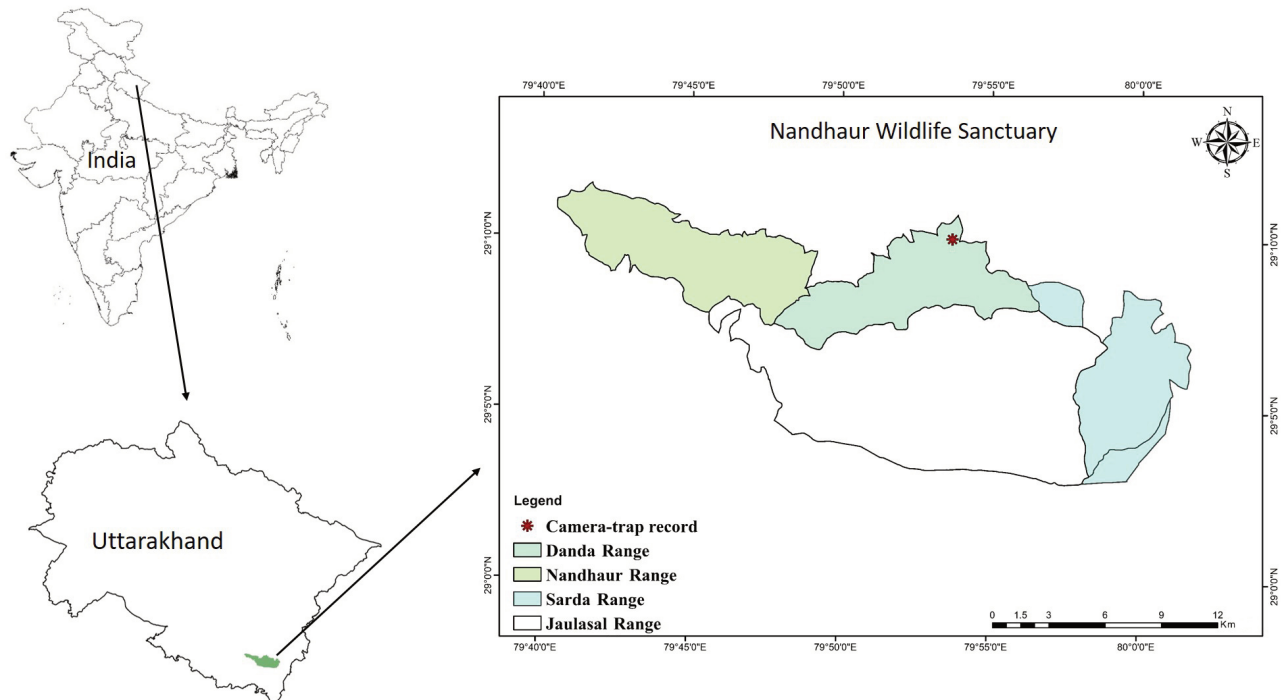 India
Uttarakhand
Nandhaur Wildlife Sanctuary
79°40'0"E 79°45'0"E 79°50'0"E 79°55'0"E 80°0'0"E
N
W E
S
29°10'0"N 29°10'0"N
29°5'0"N 29°5'0"N
29°0'0"N 29°0'0"N
Legend
Camera-trap record
Danda Range
Nandhaur Range
Sarda Range
Jaulasal Range
0 1.5 3 6 9 12
Km
79°40'0"E 79°45'0"E 79°50'0"E 79°55'0"E 80°0'0"E